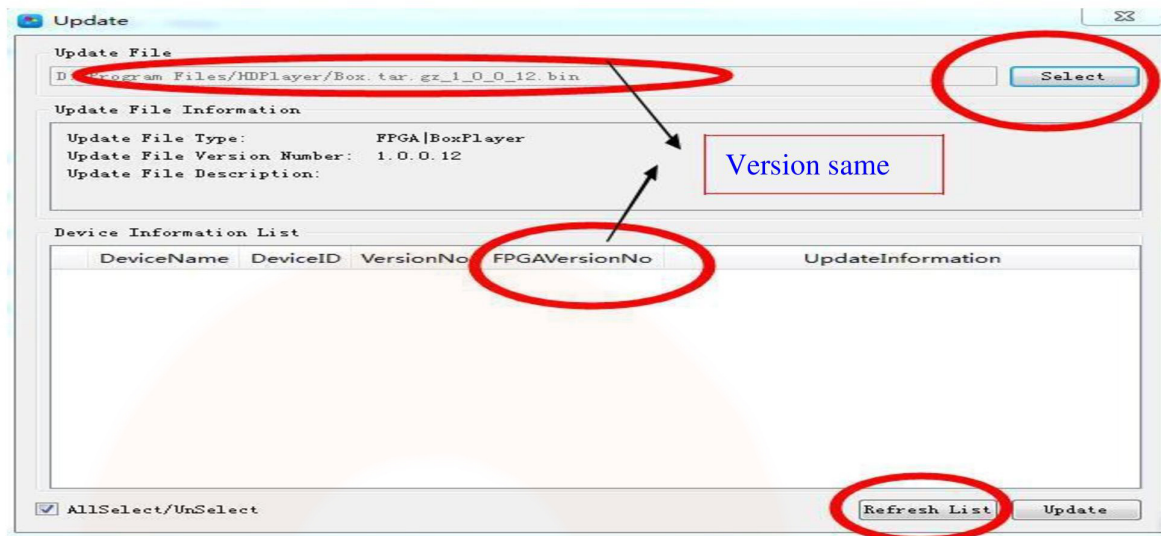 Update
Update File
D:/Program Files/HDPlayer/Box.tar.gz_1_0_0_12.bin
Select
Update File Information
Update File Type: FPGA|BoxPlayer
Update File Version Number: 1.0.0.12
Update File Description:
Version same
Device Information List
DeviceName DeviceID VersionNo FPGAVersionNo UpdateInformation
AllSelect/UnSelect
Refresh List
Update